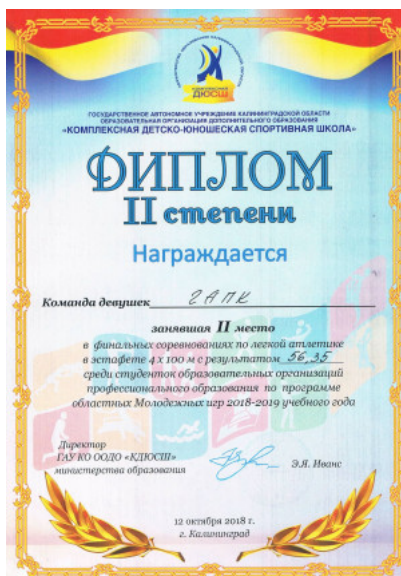 КОМПЛЕКСНАЯ
ДЮСШ
ГОСУДАРСТВЕННОЕ АВТОНОМНОЕ УЧРЕЖДЕНИЕ КАЛИНИНГРАДСКОЙ ОБЛАСТИ
ОБРАЗОВАТЕЛЬНАЯ ОРГАНИЗАЦИЯ ДОПОЛНИТЕЛЬНОГО ОБРАЗОВАНИЯ
«КОМПЛЕКСНАЯ ДЕТСКО-ЮНОШЕСКАЯ СПОРТИВНАЯ ШКОЛА»
ДИПЛОМ
II степени
Награждается
Команда девушек ГАПК
занявшая II место
в финальных соревнованиях по легкой атлетике
в эстафете 4 х 100 м с результатом 56,35
среди студенток образовательных организаций
профессионального образования по программе
областных Молодежных игр 2018-2019 учебного года
Директор
ГАУ КО ООДО «КДЮСШ»
министерства образования
Э.Я. Иванс
12 октября 2018 г.
г. Калининград